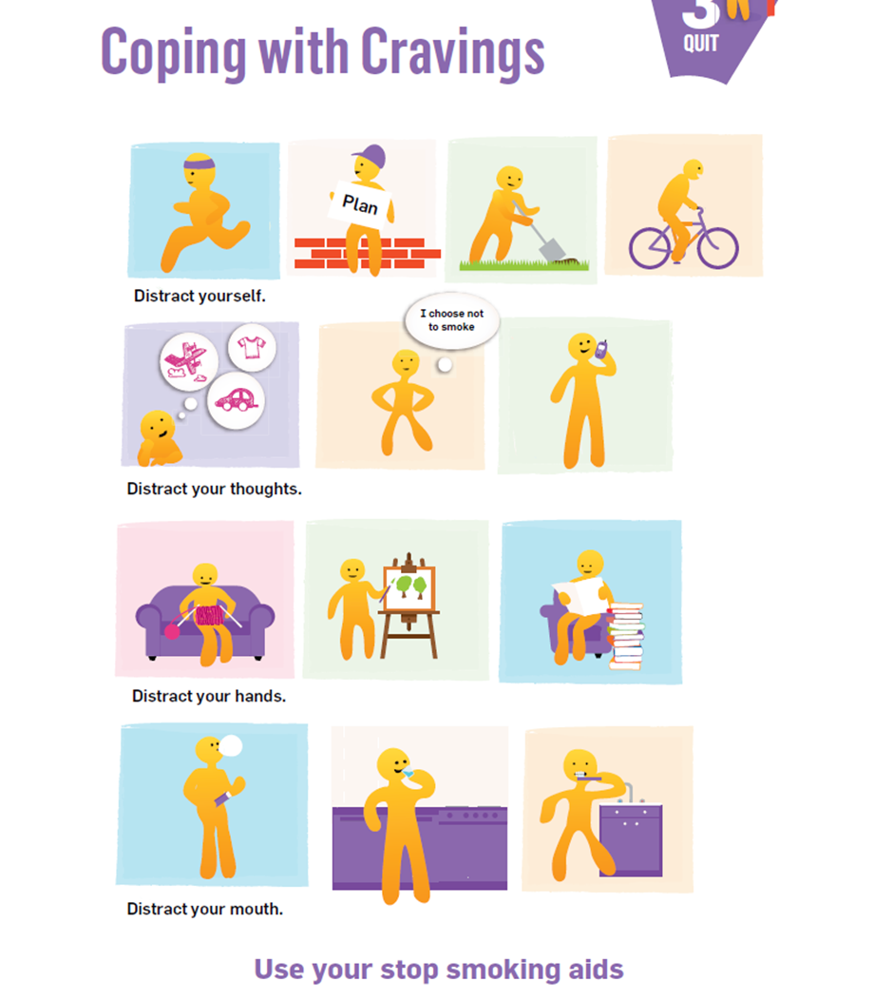 3
QUIT
Coping with Cravings
Plan
Distract yourself.
I choose not
to smoke
Distract your thoughts.
Distract your hands.
Distract your mouth.
Use your stop smoking aids